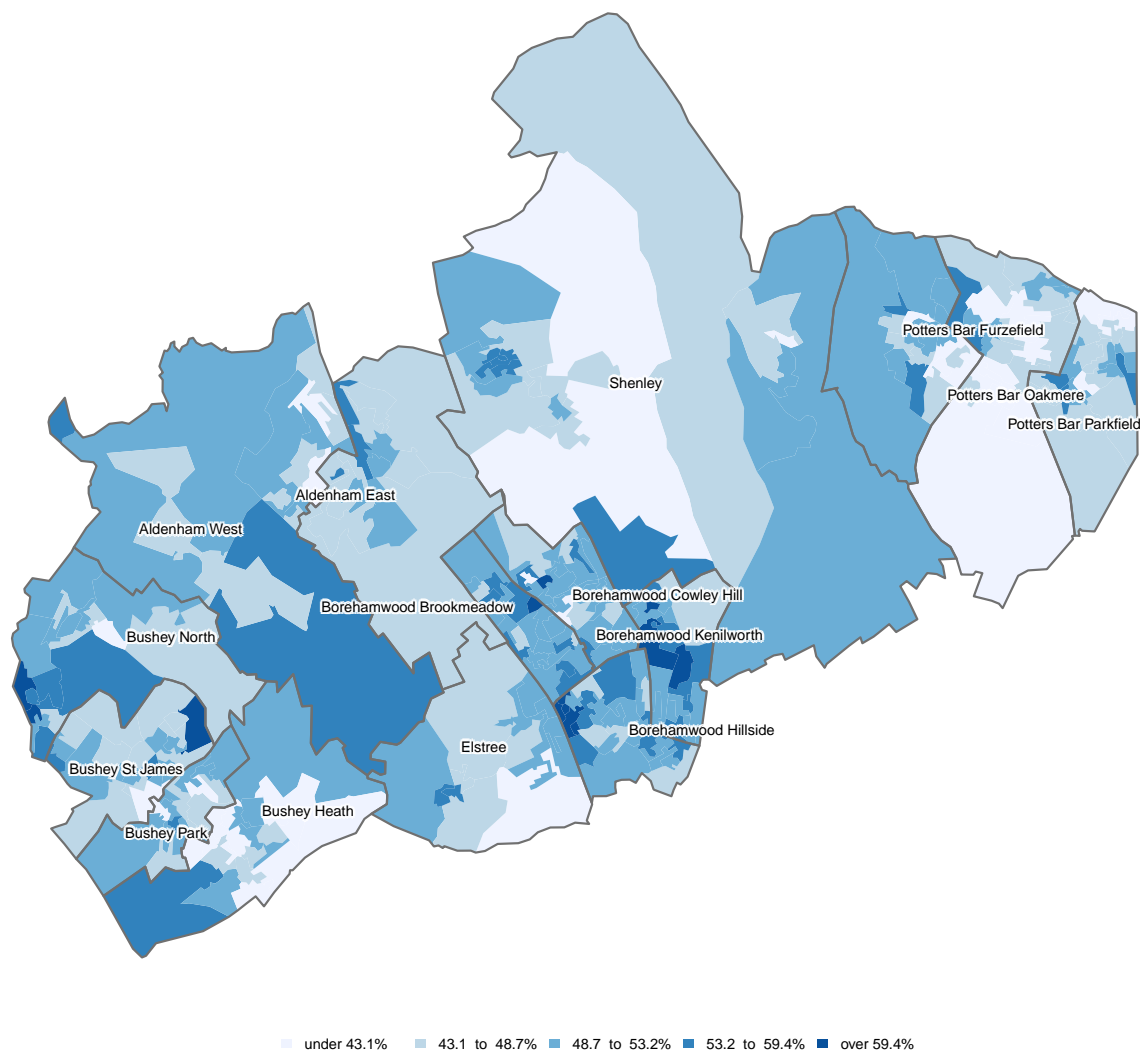 Potters Bar Furzefield
Shenley
Potters Bar Oakmere
Potters Bar Parkfield
Aldenham East
Aldenham West
Borehamwood Cowley Hill
Borehamwood Brookmeadow
Bushey North
Borehamwood Kenilworth
Borehamwood Hillside
Elstree
Bushey St James
Bushey Heath
Bushey Park
under 43.1% 43.1 to 48.7% 48.7 to 53.2% 53.2 to 59.4% over 59.4%